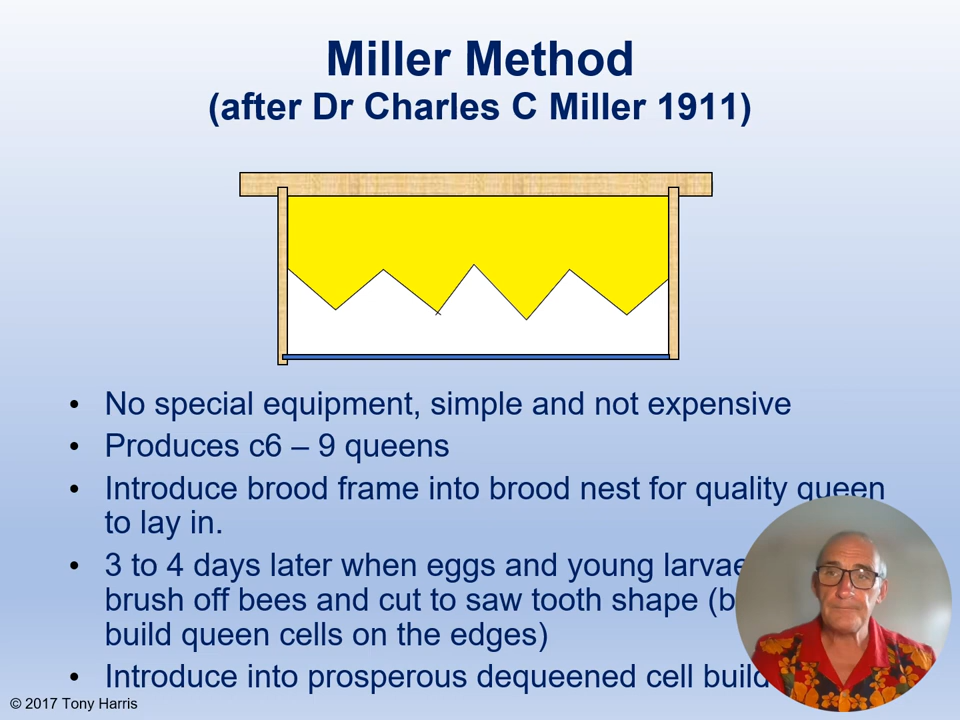 Miller Method
(after Dr Charles C Miller 1911)
• No special equipment, simple and not expensive
• Produces c6 – 9 queens
• Introduce brood frame into brood nest for quality queen
to lay in.
• 3 to 4 days later when eggs and young larvae
brush off bees and cut to saw tooth shape
build queen cells on the edges)
• Introduce into prosperous dequeened cell
© 2017 Tony Harris